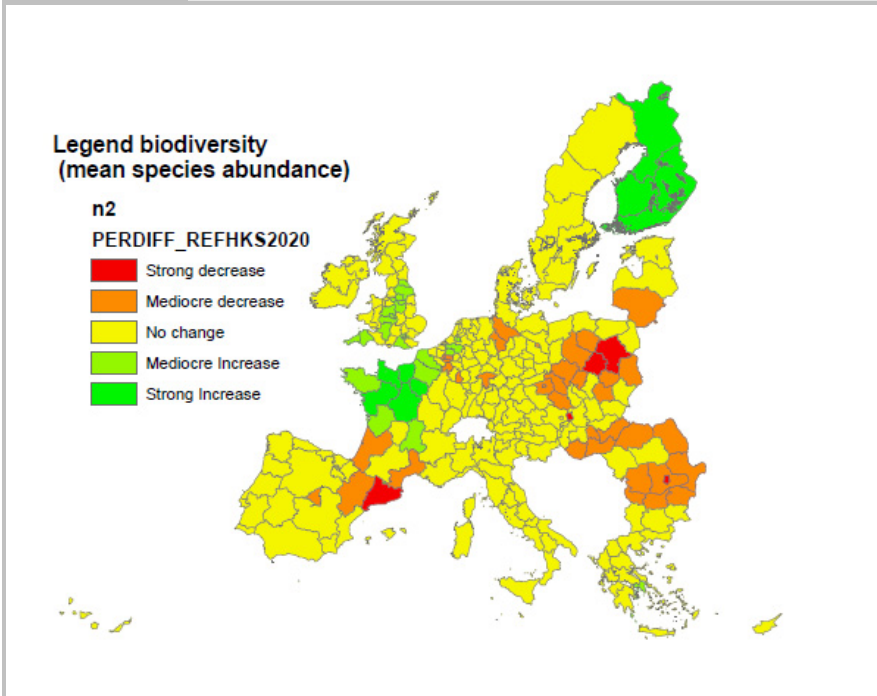 Legend biodiversity
(mean species abundance)
n2
PERDIFF_REFHKS2020
Strong decrease
Mediocre decrease
No change
Mediocre Increase
Strong Increase